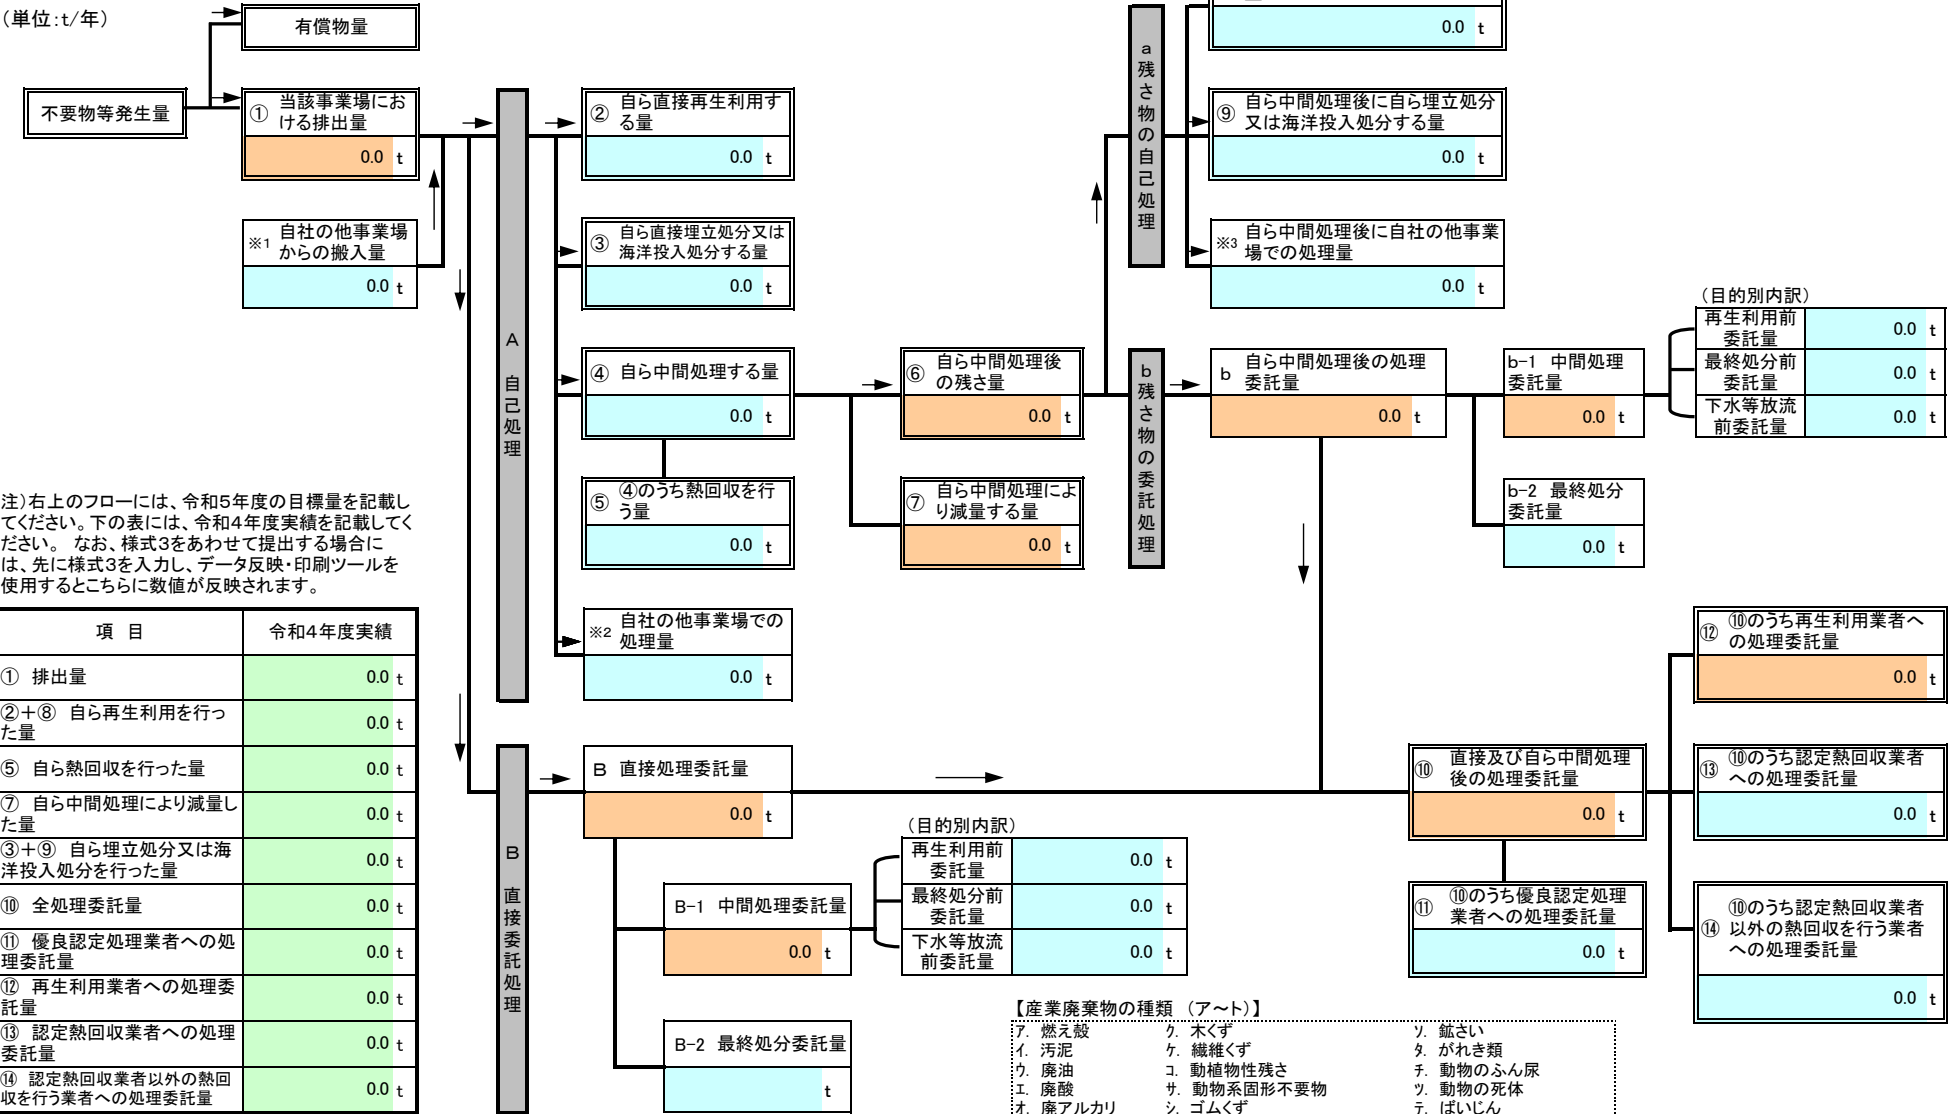 （単位：t/年）
有償物量
不要物等発生量
① 当該事業場にお
ける排出量
0.0 t
※1 自社の他事業場
からの搬入量
0.0 t
A 自己処理
② 自ら直接再生利用す
る量
0.0 t
③ 自ら直接埋立処分又は
海洋投入処分する量
0.0 t
④ 自ら中間処理する量
0.0 t
⑤ ④のうち熱回収を行
う量
0.0 t
※2 自社の他事業場での
処理量
0.0 t
⑥ 自ら中間処理後
の残さ量
0.0 t
⑦ 自ら中間処理によ
り減量する量
0.0 t
a 残さ物の自己処理
0.0 t
⑨ 自ら中間処理後に自ら埋立処分
又は海洋投入処分する量
0.0 t
※3 自ら中間処理後に自社の他事業
場での処理量
0.0 t
b 残さ物の委託処理
b 自ら中間処理後の処理
委託量
0.0 t
b-1 中間処理
委託量
0.0 t
（目的別内訳）
再生利用前
委託量
0.0 t
最終処分前
委託量
0.0 t
下水等放流
前委託量
0.0 t
b-2 最終処分
委託量
0.0 t
注）右上のフローには、令和5年度の目標量を記載し
てください。下の表には、令和4年度実績を記載してく
ださい。 なお、様式3をあわせて提出する場合に
は、先に様式3を入力し、データ反映・印刷ツールを
使用するとこちらに数値が反映されます。
項 目 令和4年度実績
① 排出量 0.0 t
②＋⑧ 自ら再生利用を行っ
た量 0.0 t
⑤ 自ら熱回収を行った量 0.0 t
⑦ 自ら中間処理により減量し
た量 0.0 t
③＋⑨ 自ら埋立処分又は海
洋投入処分を行った量 0.0 t
⑩ 全処理委託量 0.0 t
⑪ 優良認定処理業者への処
理委託量 0.0 t
⑫ 再生利用業者への処理委
託量 0.0 t
⑬ 認定熱回収業者への処理
委託量 0.0 t
⑭ 認定熱回収業者以外の熱回
収を行う業者への処理委託量 0.0 t
B 直接委託処理
B 直接処理委託量
0.0 t
B-1 中間処理委託量
0.0 t
（目的別内訳）
再生利用前
委託量
0.0 t
最終処分前
委託量
0.0 t
下水等放流
前委託量
0.0 t
B-2 最終処分委託量
t
⑩ 直接及び自ら中間処理
後の処理委託量
0.0 t
⑪ ⑩のうち優良認定処理
業者への処理委託量
0.0 t
⑫ ⑩のうち再生利用業者へ
の処理委託量
0.0 t
⑬ ⑩のうち認定熱回収業者
への処理委託量
0.0 t
⑭ ⑩のうち認定熱回収業者
以外の熱回収を行う業者
への処理委託量
0.0 t
【産業廃棄物の種類 （ア～ト）】
ｱ. 燃え殻 ｸ. 木くず ｿ. 鉱さい
ｲ. 汚泥 ｹ. 繊維くず ﾀ. がれき類
ｳ. 廃油 ｺ. 動植物性残さ ﾁ. 動物のふん尿
ｴ. 廃酸 ｻ. 動物系固形不要物 ﾂ. 動物の死体
ｵ. 廃アルカリ ｼ. ゴムくず ﾃ. ばいじん